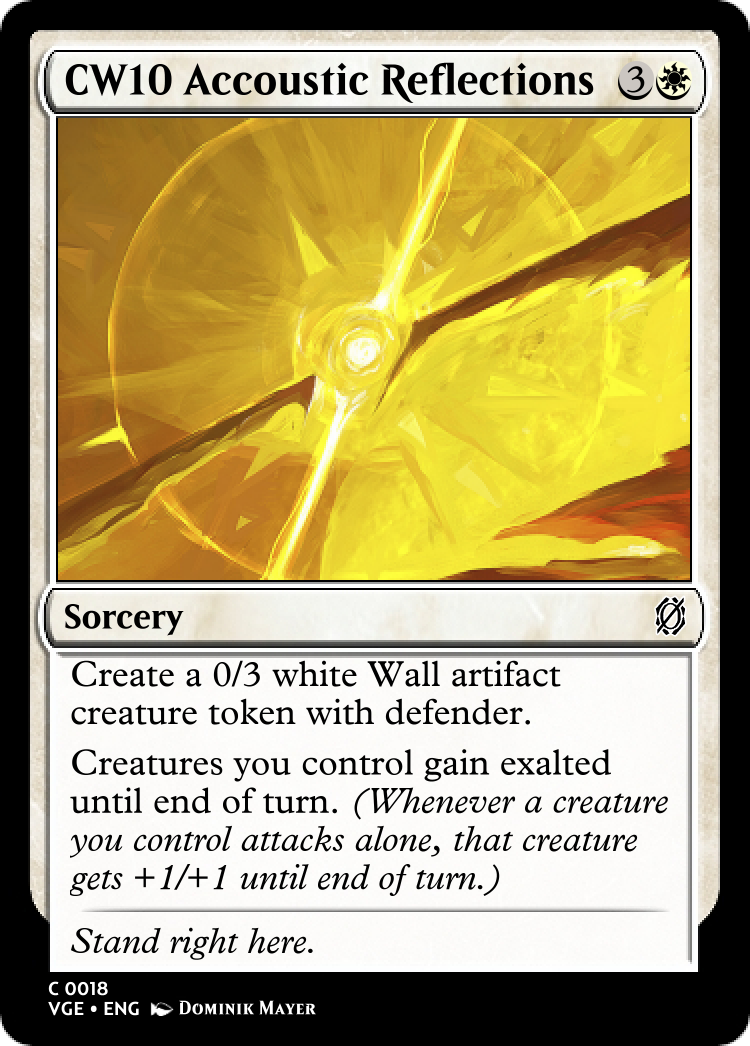 CW10 Accoustic Reflections 3
Sorcery
Create a 0/3 white Wall artifact
creature token with defender.
Creatures you control gain exalted
until end of turn. (Whenever a creature
you control attacks alone, that creature
gets +1/+1 until end of turn.)
Stand right here.
C 0018
VGE • ENG Dominik Mayer